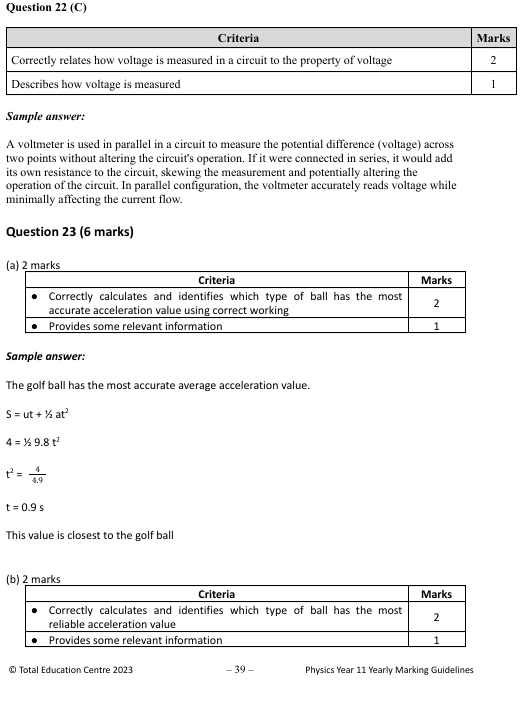 Question 22 (C)
Criteria Marks
Correctly relates how voltage is measured in a circuit to the property of voltage 2
Describes how voltage is measured 1
Sample answer:
A voltmeter is used in parallel in a circuit to measure the potential difference (voltage) across
two points without altering the circuit's operation. If it were connected in series, it would add
its own resistance to the circuit, skewing the measurement and potentially altering the
operation of the circuit. In parallel configuration, the voltmeter accurately reads voltage while
minimally affecting the current flow.
Question 23 (6 marks)
(a) 2 marks
Criteria Marks
● Correctly calculates and identifies which type of ball has the most
accurate acceleration value using correct working 2
● Provides some relevant information 1
Sample answer:
The golf ball has the most accurate average acceleration value.
S = ut + ½ at²
4 = ½ 9.8 t²
t² = 4/4.9
t = 0.9 s
This value is closest to the golf ball
(b) 2 marks
Criteria Marks
● Correctly calculates and identifies which type of ball has the most
reliable acceleration value 2
● Provides some relevant information 1
© Total Education Centre 2023 – 39 – Physics Year 11 Yearly Marking Guidelines